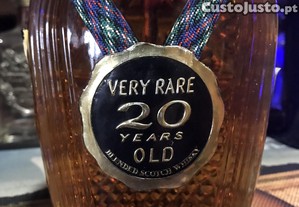 CustoJusto.pt
VERY RARE
20
YEARS
OLD
BLENDED SCOTCH WHISKY